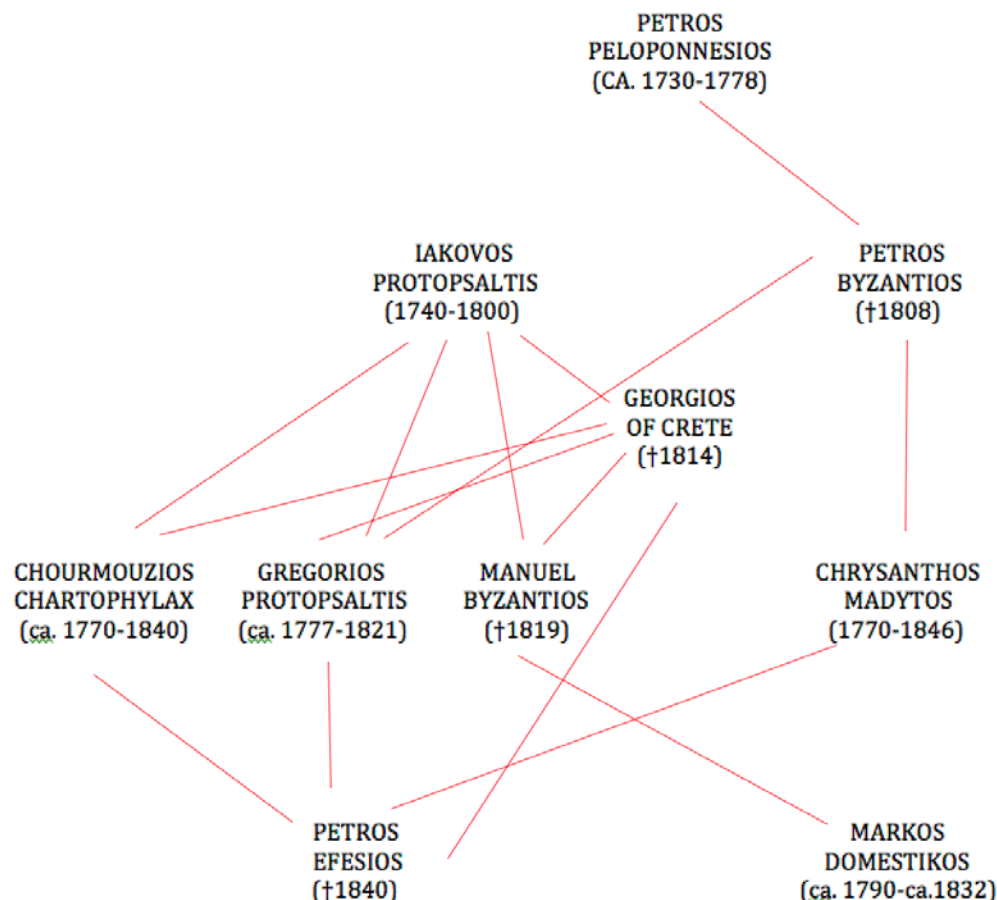 PETROS
PELOPONNESIOS
(CA. 1730-1778)
IAKOVOS
PROTOPSALTIS
(1740-1800)
PETROS
BYZANTIOS
(†1808)
GEORGIOS
OF CRETE
(†1814)
CHOURMOUZIOS
CHARTOPHYLAX
(ca. 1770-1840)
GREGORIOS
PROTOPSALTIS
(ca. 1777-1821)
MANUEL
BYZANTIOS
(†1819)
CHRYSANTHOS
MADYTOS
(1770-1846)
PETROS
EFESIOS
(†1840)
MARKOS
DOMESTIKOS
(ca. 1790-ca.1832)